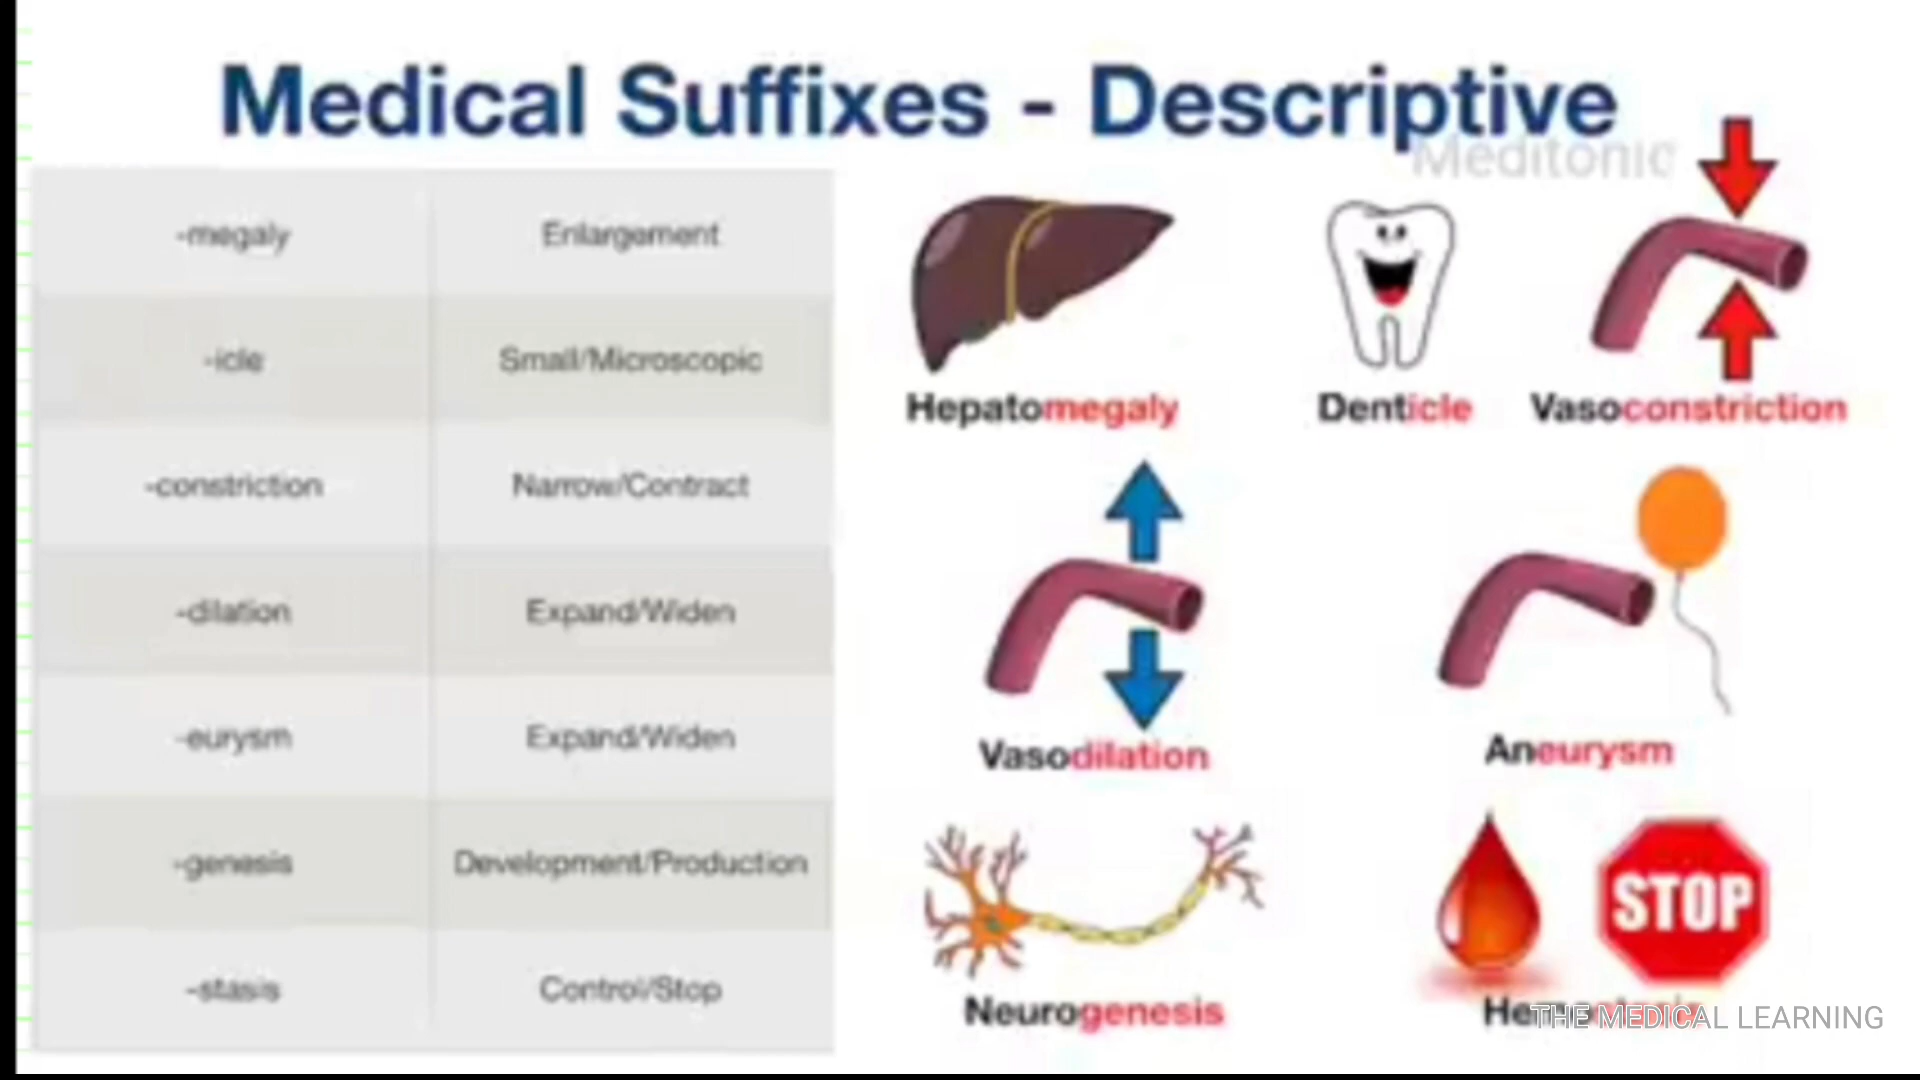 Medical Suffixes - Descriptive
Meditonic
-megaly Enlargement
-icle Small/Microscopic
-constriction Narrow/Contract
-dilation Expand/Widen
-eurysm Expand/Widen
-genesis Development/Production
-stasis Control/Stop
Hepatomegaly Denticle Vasoconstriction
Vasodilation Aneurysm
STOP
Neurogenesis
THE MEDICAL LEARNING